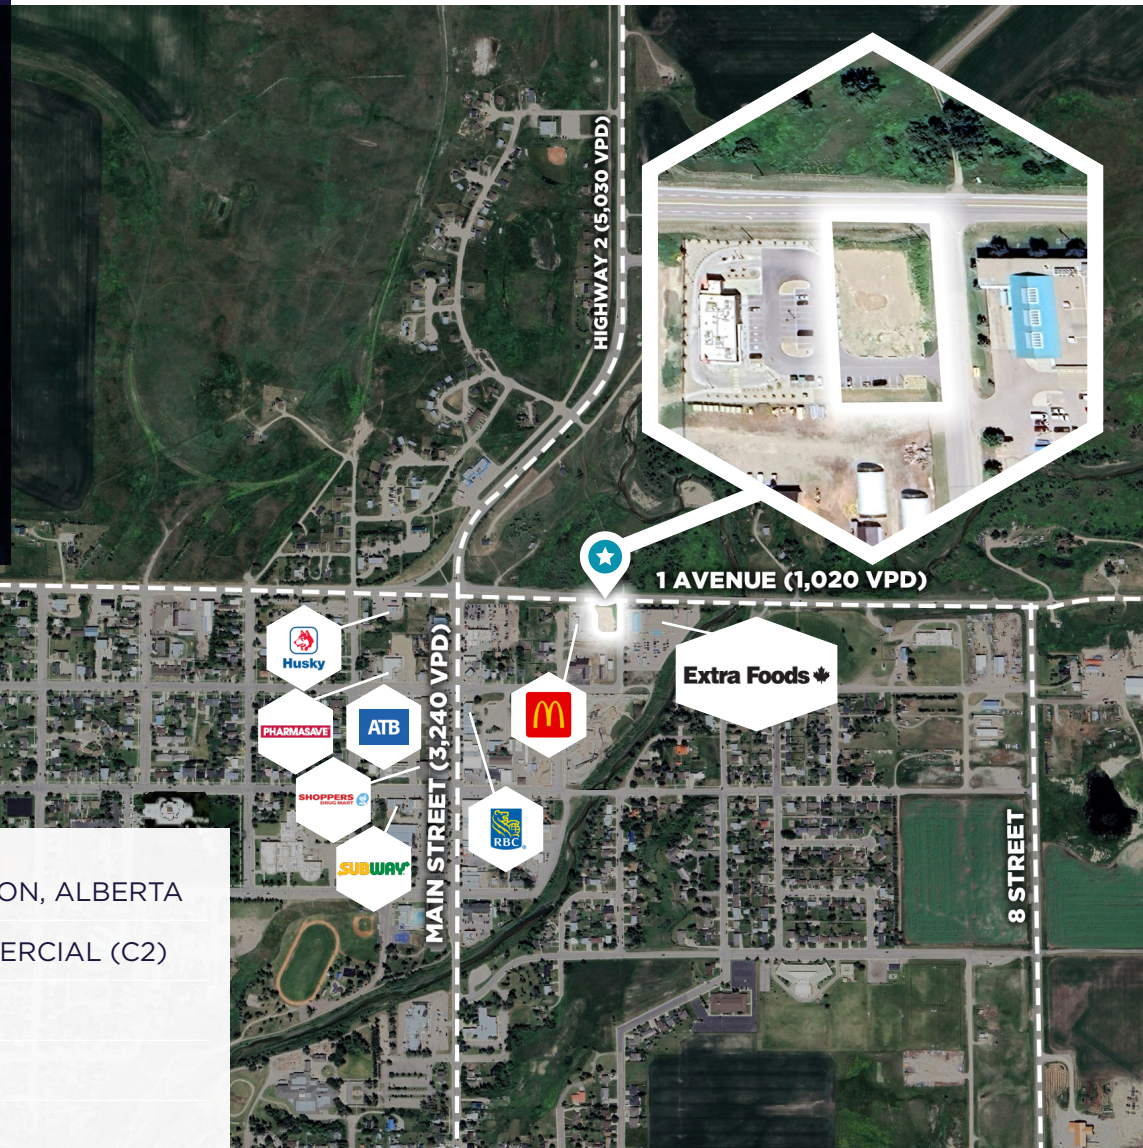 HIGHWAY 2 (5,030 VPD)
1 AVENUE (1,020 VPD)
Husky
Extra Foods
PHARMASAVE
ATB
MAIN STREET (3,240 VPD)
SHOPPERS
DRUG MART
RBC
SUBWAY
8 STREET
ON, ALBERTA
ERCIAL (C2)